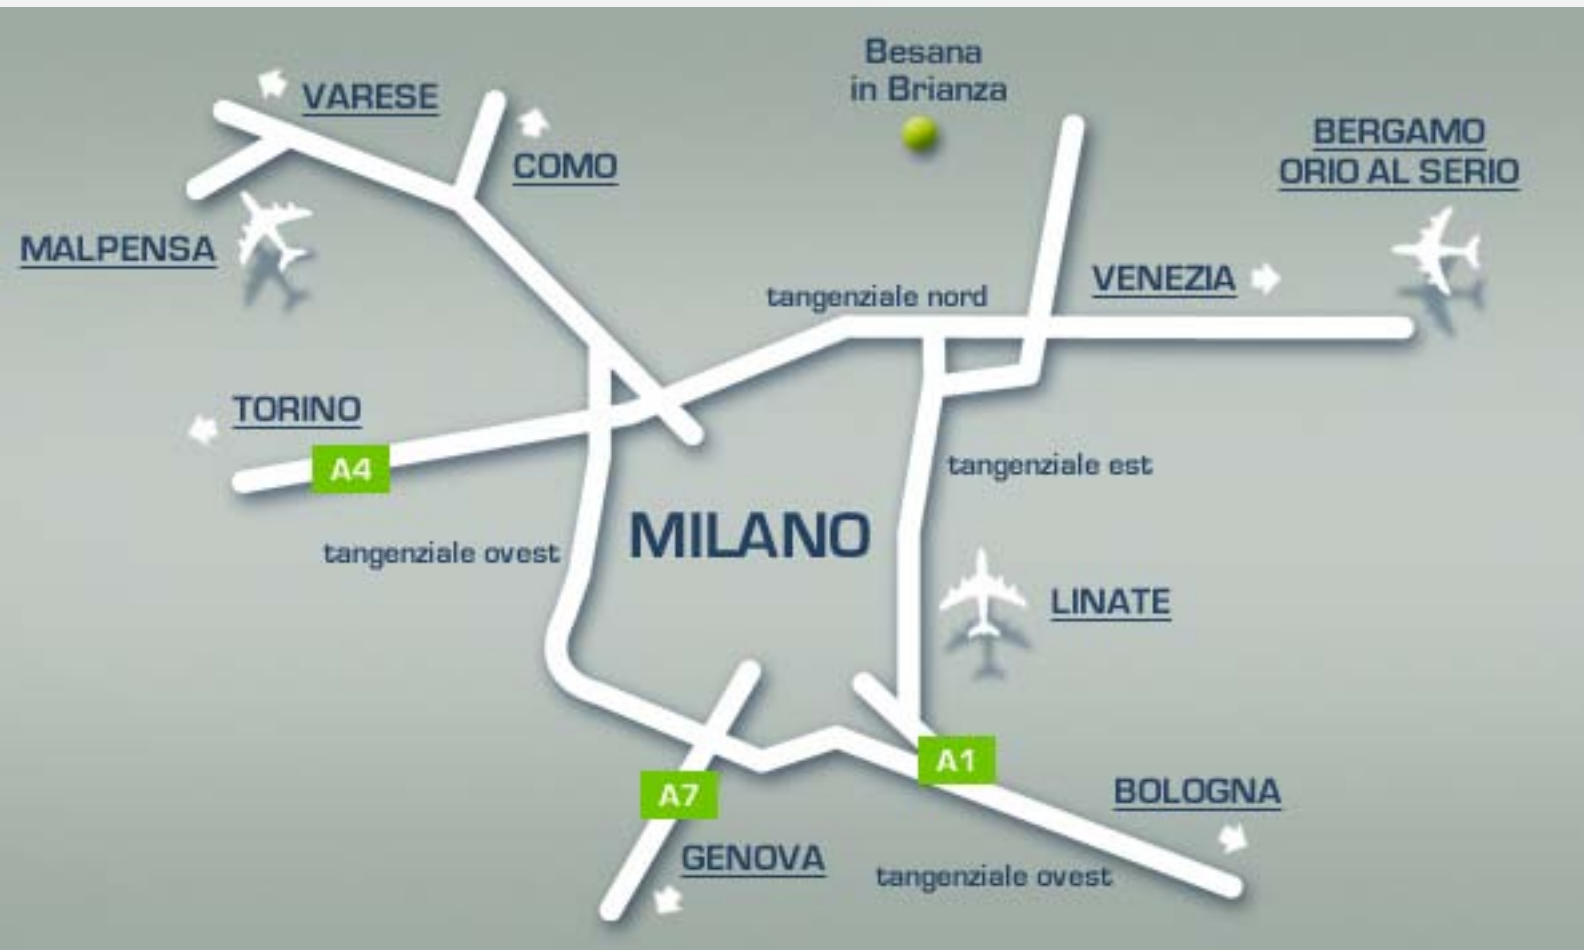 Besana
in Brianza
VARESE
COMO
BERGAMO
ORIO AL SERIO
MALPENSA
VENEZIA
tangenziale nord
TORINO
A4
tangenziale est
MILANO
tangenziale ovest
LINATE
A1
A7
BOLOGNA
GENOVA
tangenziale ovest